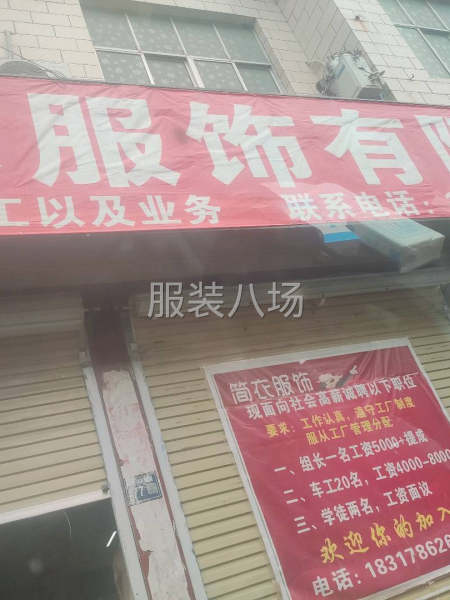 服饰有限
工以及业务 联系电话:
服装八场
简衣服饰
现面向社会高薪诚聘以下职位
要求:工作认真,遵守工厂制度
服从工厂管理分配
一、组长一名工资5000+提成
二、车工20名,工资4000-8000
三、学徒两名,工资面议
欢迎你的加入
电话:18317862